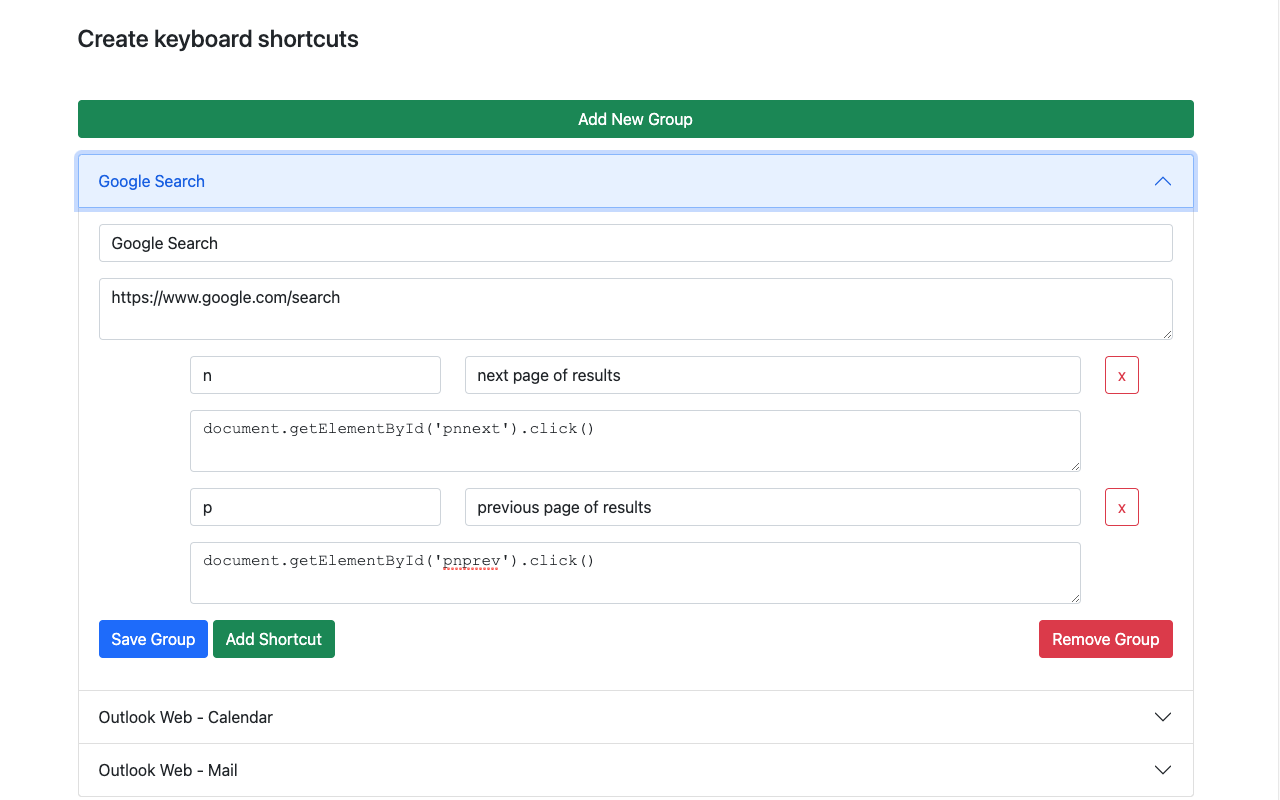 Create keyboard shortcuts
Add New Group
Google Search
Google Search
https://www.google.com/search
n
next page of results
x
document.getElementById('pnnext').click()
p
previous page of results
x
document.getElementById('pnprev').click()
Save Group
Add Shortcut
Remove Group
Outlook Web - Calendar
Outlook Web - Mail